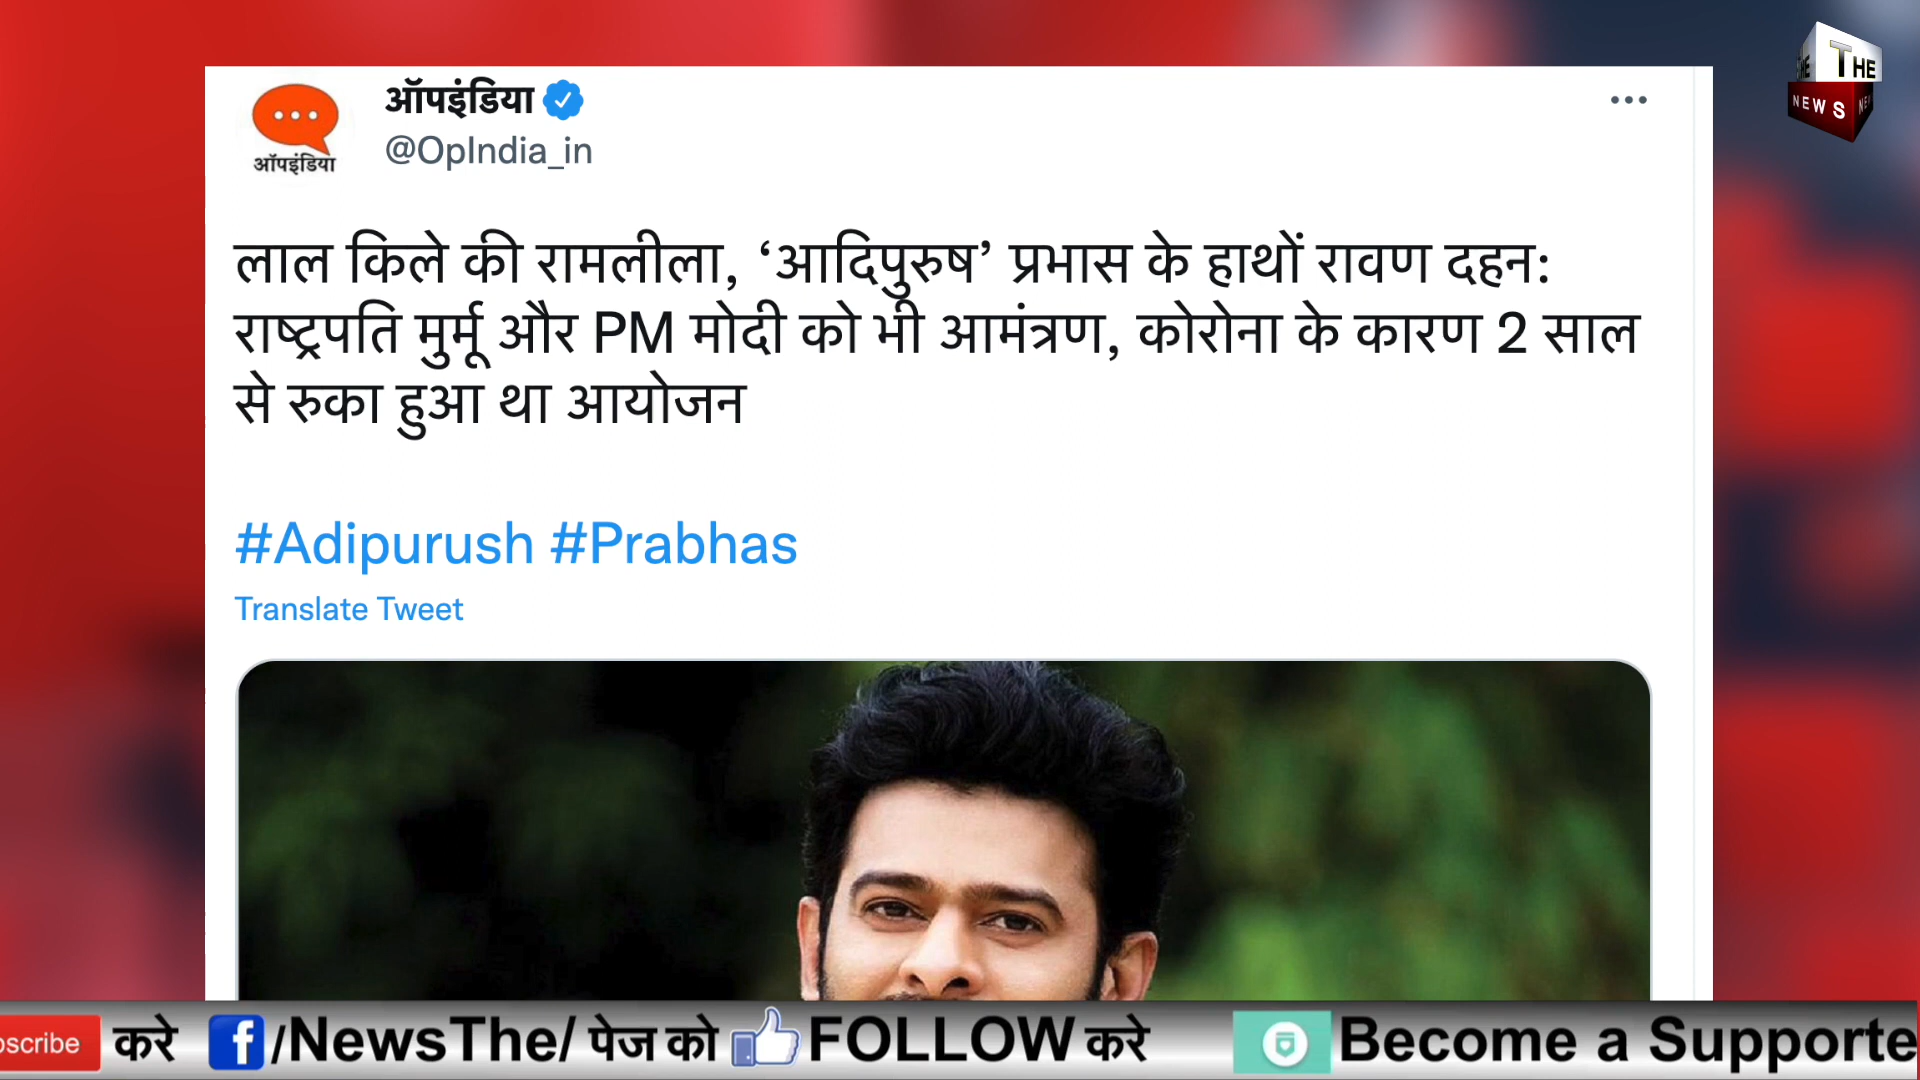 ऑपइंडिया
@OpIndia_in
ऑपइंडिया
THE
NEWS
लाल किले की रामलीला, ‘आदिपुरुष’ प्रभास के हाथों रावण दहन:
राष्ट्रपति मुर्मू और PM मोदी को भी आमंत्रण, कोरोना के कारण 2 साल
से रुका हुआ था आयोजन
#Adipurush #Prabhas
Translate Tweet
scribe करे f/NewsThe/ पेज को FOLLOW करे Become a Supporte